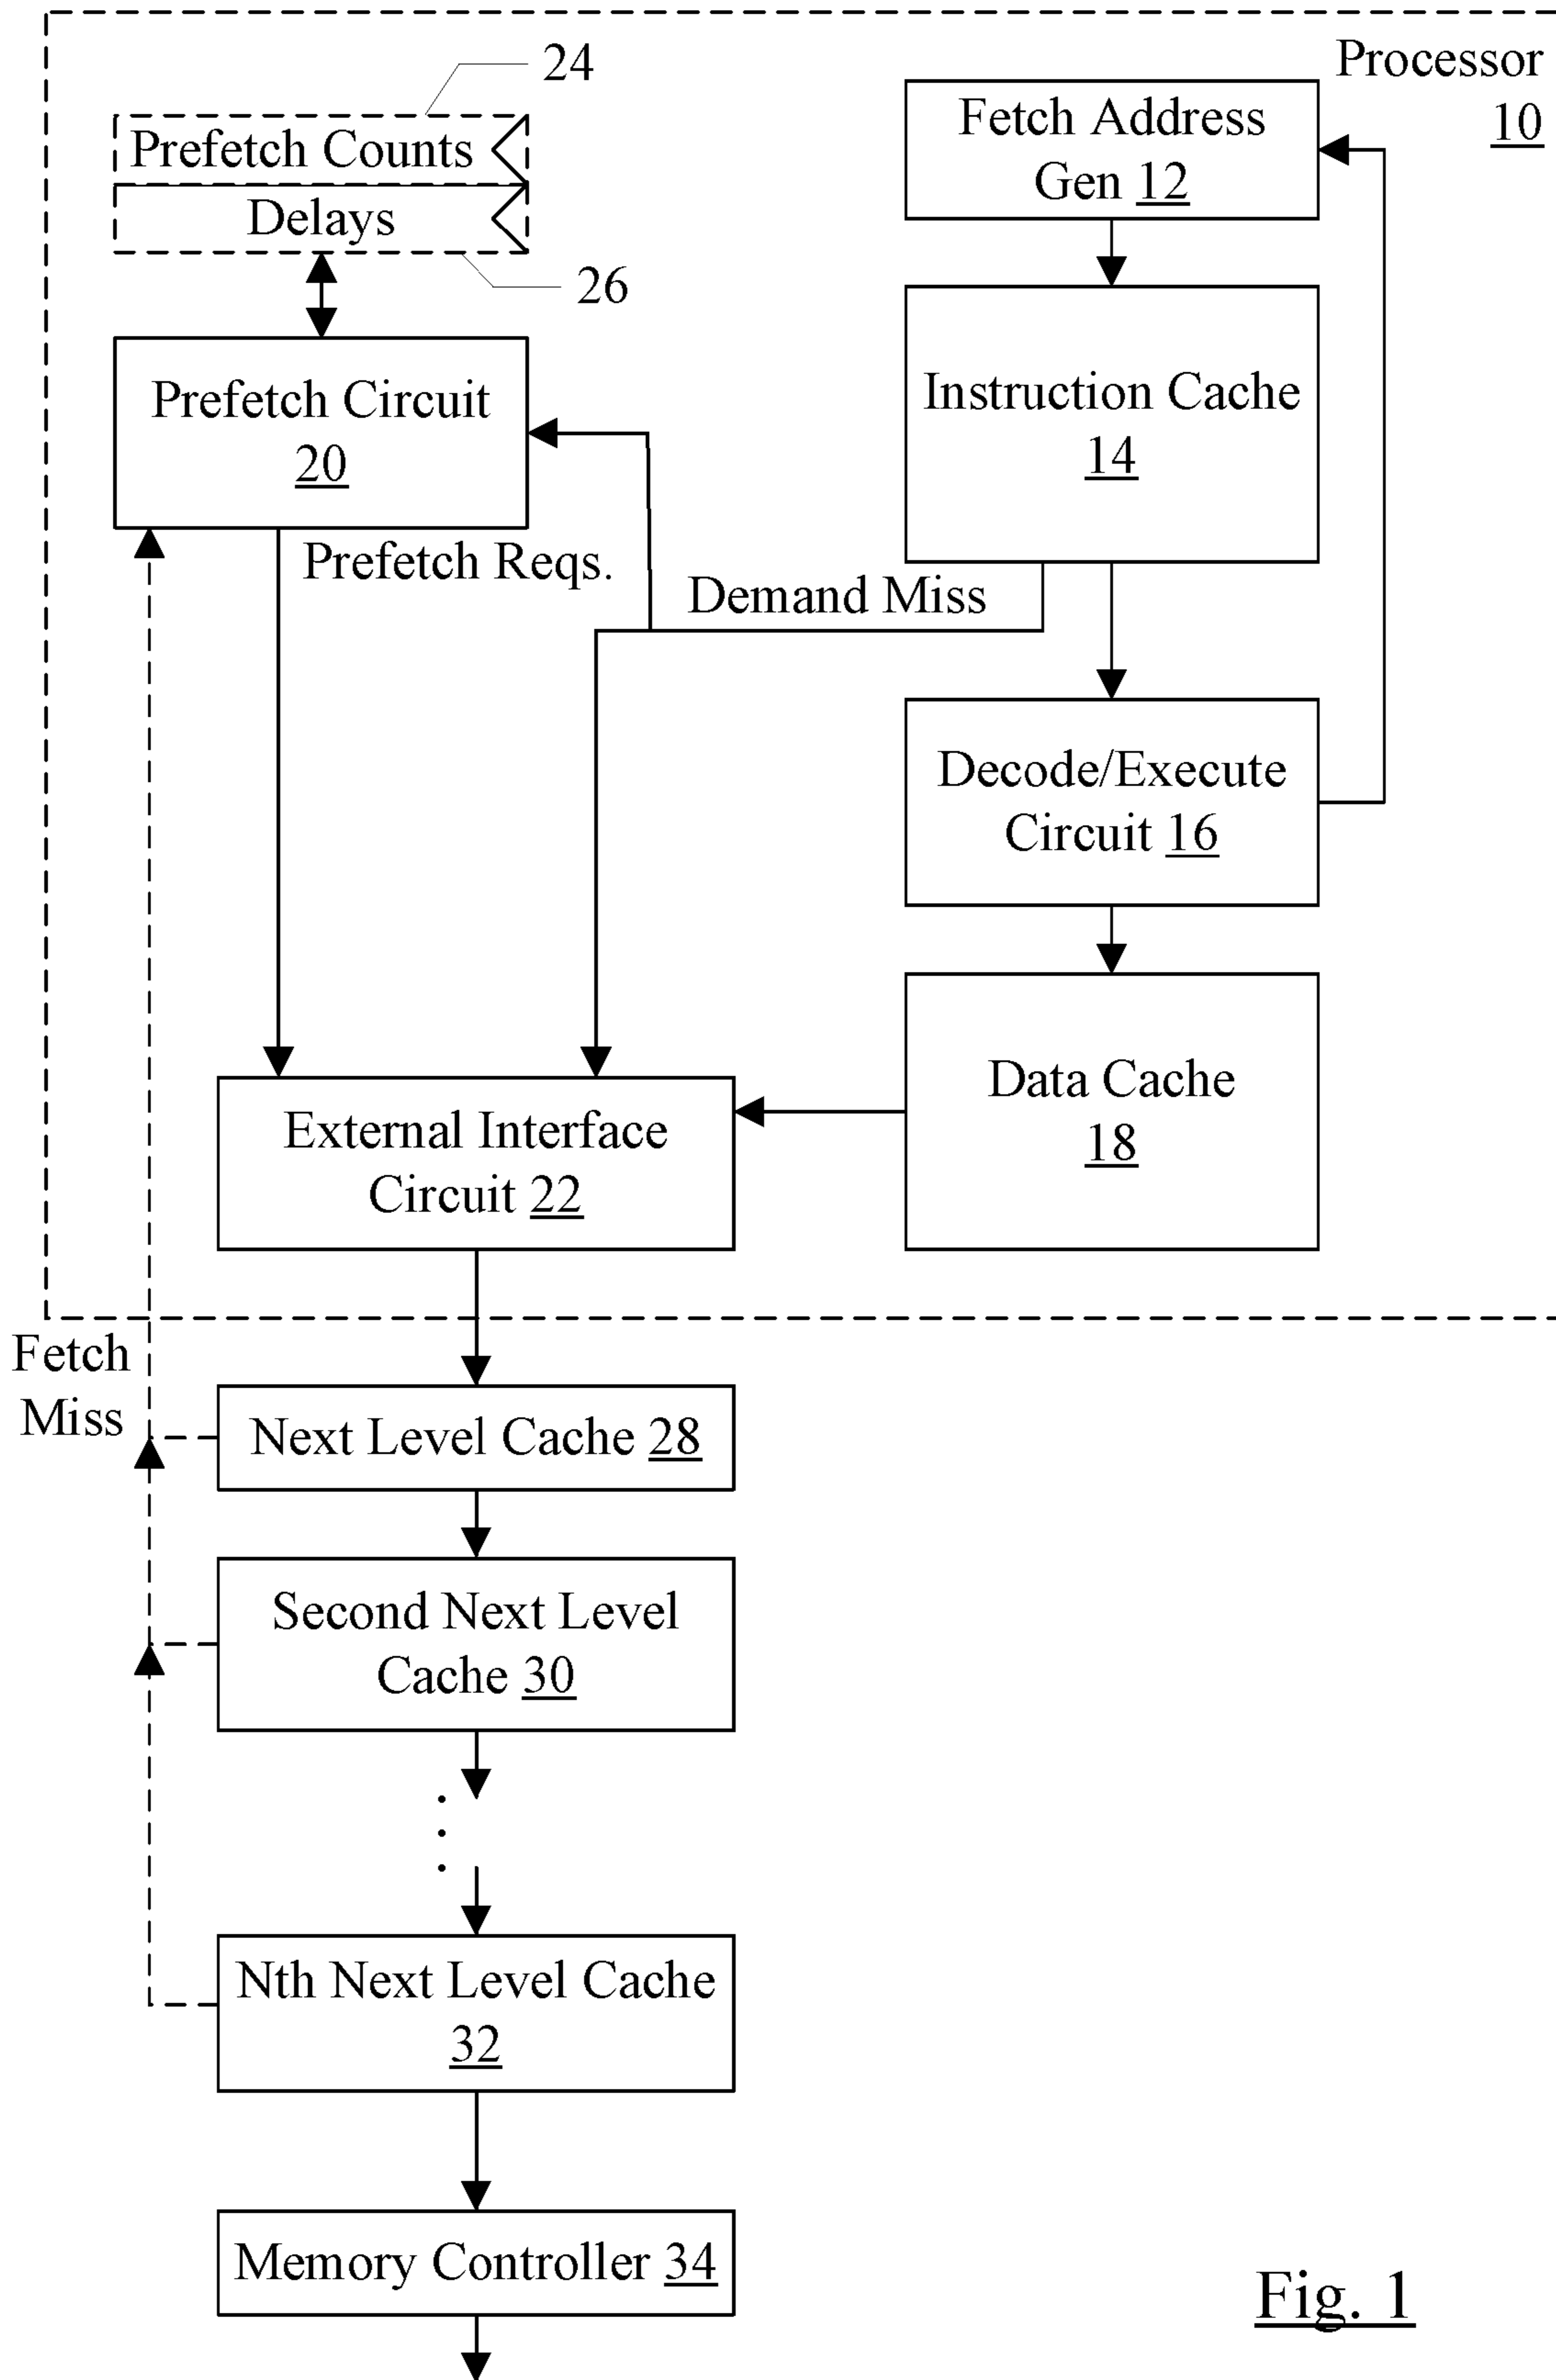 Processor
10
24
Prefetch Counts
Delays
26
Fetch Address
Gen 12
Prefetch Circuit
20
Instruction Cache
14
Prefetch Reqs.
Demand Miss
Decode/Execute
Circuit 16
Data Cache
18
External Interface
Circuit 22
Fetch
Miss
Next Level Cache 28
Second Next Level
Cache 30
Nth Next Level Cache
32
Memory Controller 34
Fig. 1